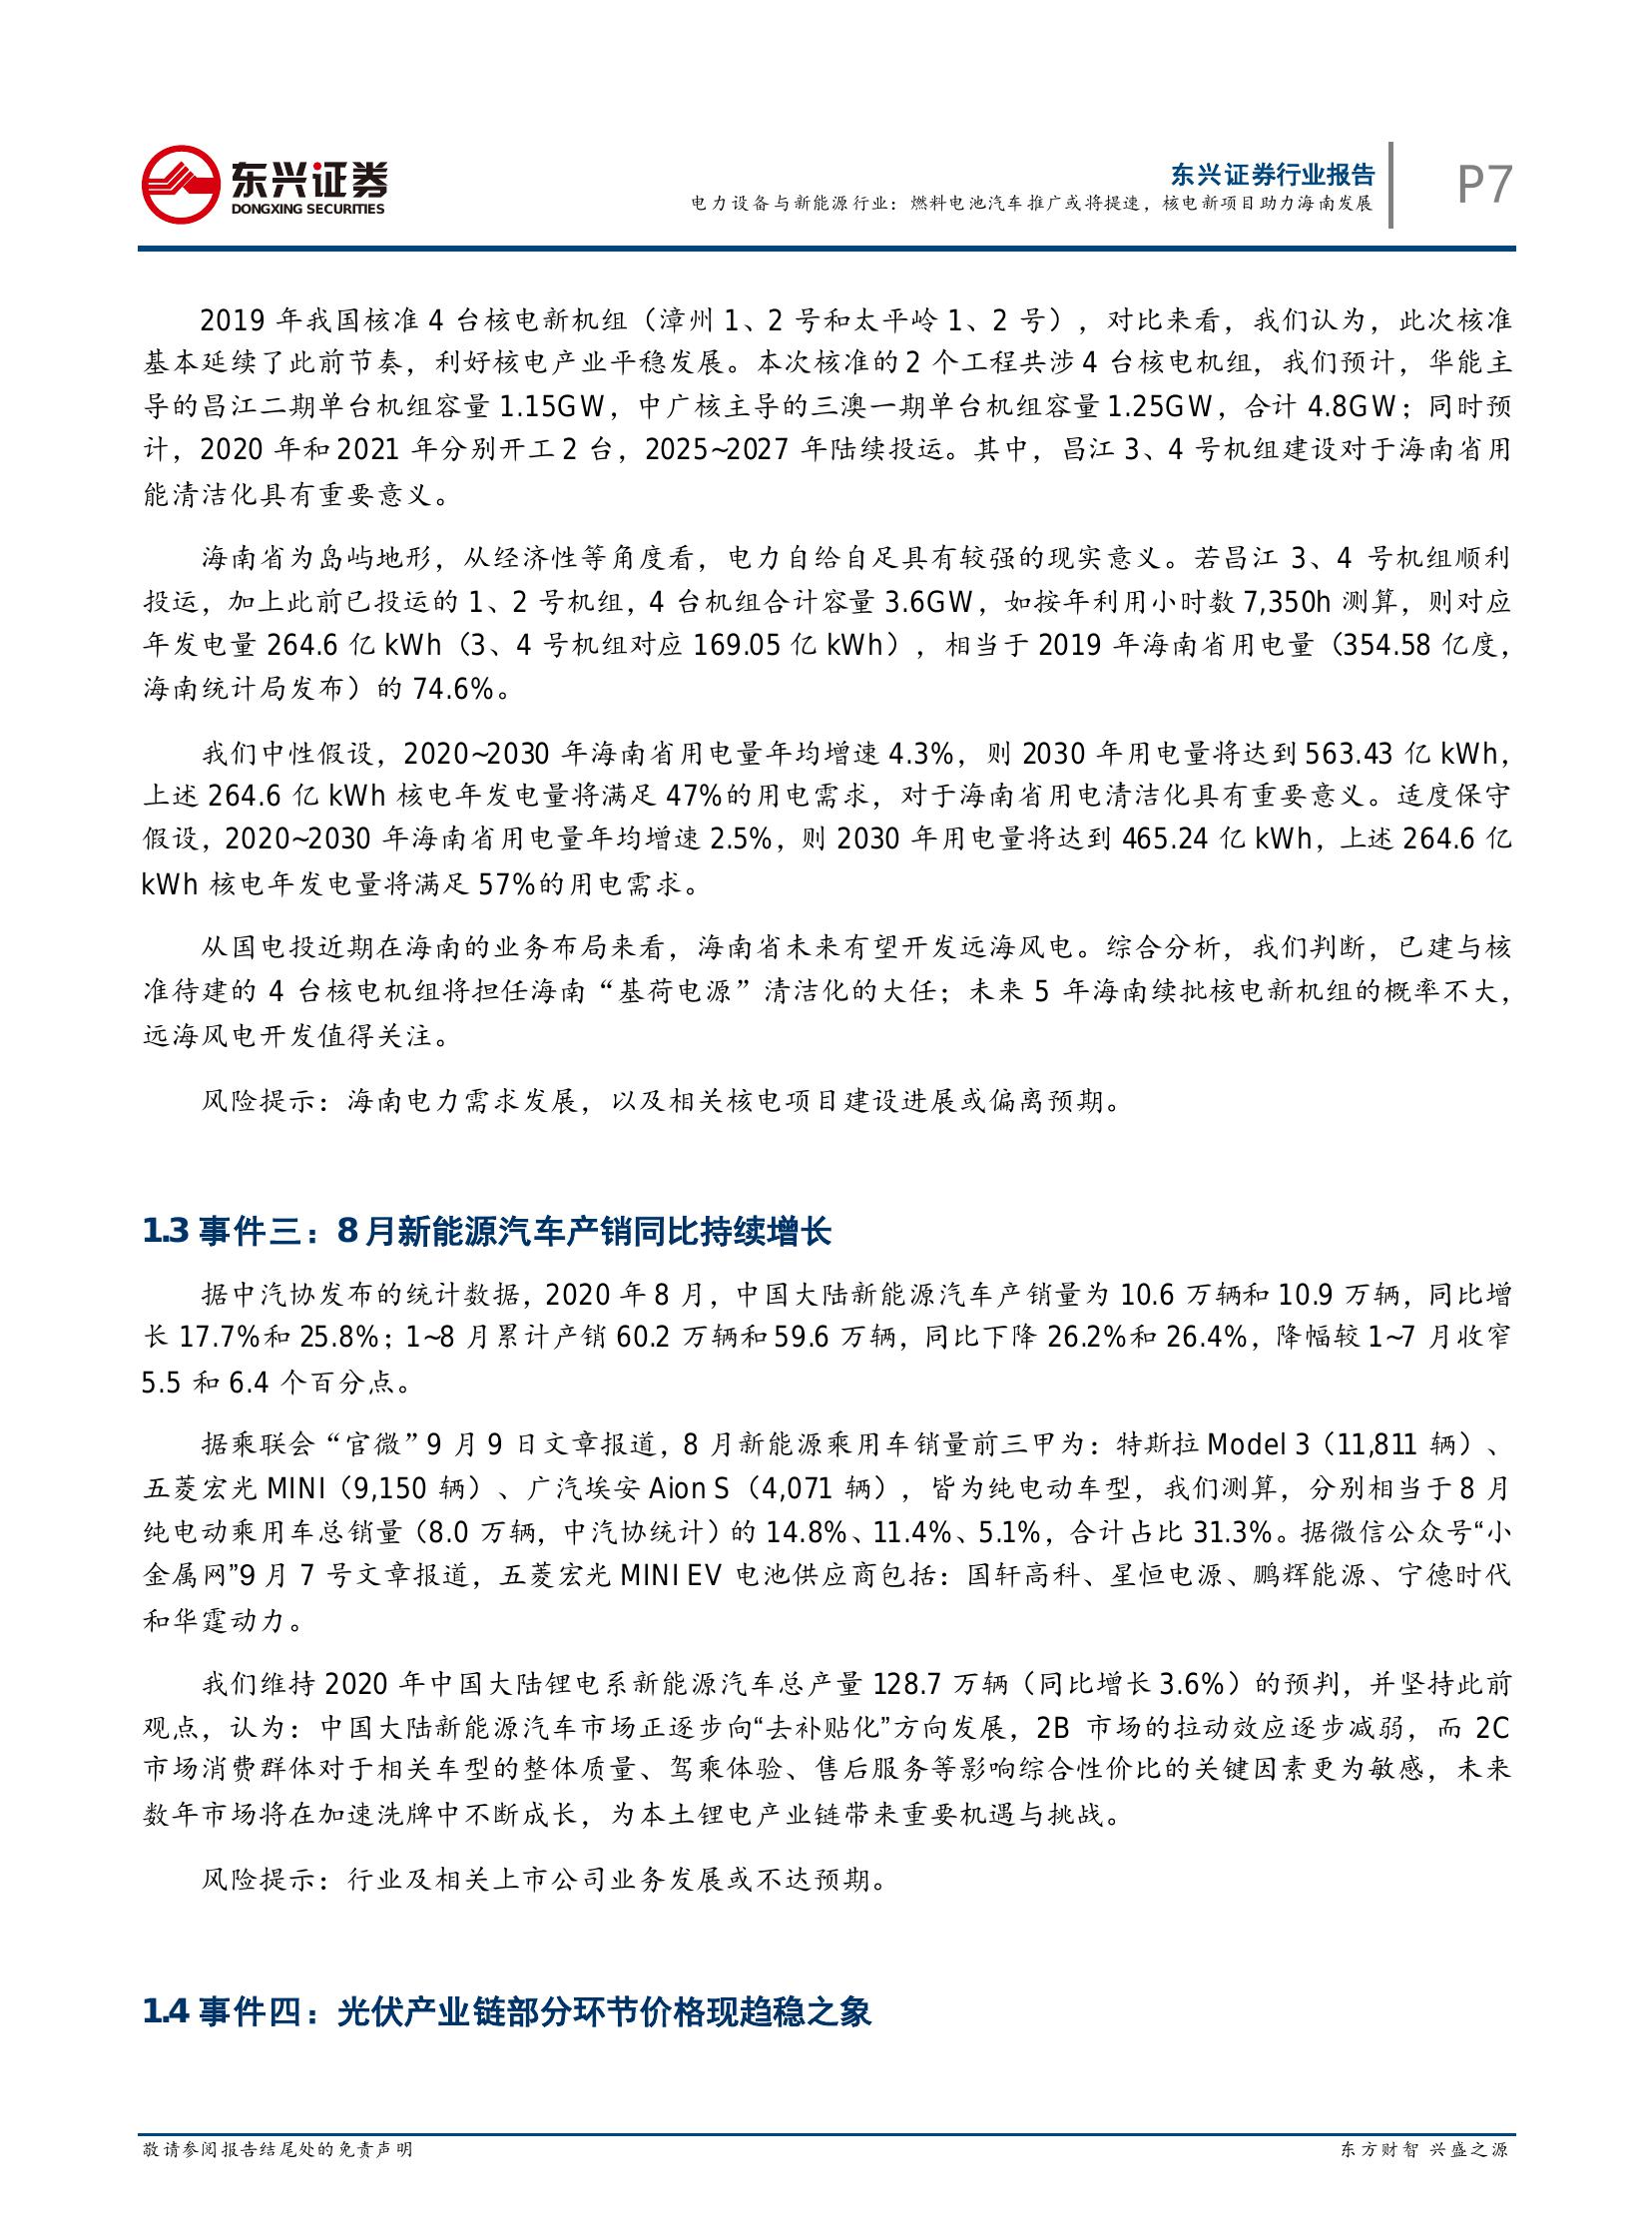 东兴证券
DONGXING SECURITIES
东兴证券行业报告
电力设备与新能源行业：燃料电池汽车推广或将提速，核电新项目助力海南发展
P7
2019 年我国核准 4 台核电新机组（漳州 1、2 号和太平岭 1、2 号），对比来看，我们认为，此次核准
基本延续了此前节奏，利好核电产业平稳发展。本次核准的 2 个工程共涉 4 台核电机组，我们预计，华能主
导的昌江二期单台机组容量 1.15GW，中广核主导的三澳一期单台机组容量 1.25GW，合计 4.8GW；同时预
计，2020 年和 2021 年分别开工 2 台，2025~2027 年陆续投运。其中，昌江 3、4 号机组建设对于海南省用
能清洁化具有重要意义。
海南省为岛屿地形，从经济性等角度看，电力自给自足具有较强的现实意义。若昌江 3、4 号机组顺利
投运，加上此前已投运的 1、2 号机组，4 台机组合计容量 3.6GW，如按年利用小时数 7,350h 测算，则对应
年发电量 264.6 亿 kWh（3、4 号机组对应 169.05 亿 kWh），相当于 2019 年海南省用电量（354.58 亿度，
海南统计局发布）的 74.6%。
我们中性假设，2020~2030 年海南省用电量年均增速 4.3%，则 2030 年用电量将达到 563.43 亿 kWh，
上述 264.6 亿 kWh 核电年发电量将满足 47%的用电需求，对于海南省用电清洁化具有重要意义。适度保守
假设，2020~2030 年海南省用电量年均增速 2.5%，则 2030 年用电量将达到 465.24 亿 kWh，上述 264.6 亿
kWh 核电年发电量将满足 57%的用电需求。
从国电投近期在海南的业务布局来看，海南省未来有望开发远海风电。综合分析，我们判断，已建与核
准待建的 4 台核电机组将担任海南“基荷电源”清洁化的大任；未来 5 年海南续批核电新机组的概率不大，
远海风电开发值得关注。
风险提示：海南电力需求发展，以及相关核电项目建设进展或偏离预期。
1.3 事件三：8 月新能源汽车产销同比持续增长
据中汽协发布的统计数据，2020 年 8 月，中国大陆新能源汽车产销量为 10.6 万辆和 10.9 万辆，同比增
长 17.7%和 25.8%；1~8 月累计产销 60.2 万辆和 59.6 万辆，同比下降 26.2%和 26.4%，降幅较 1~7 月收窄
5.5 和 6.4 个百分点。
据乘联会“官微”9 月 9 日文章报道，8 月新能源乘用车销量前三甲为：特斯拉 Model 3（11,811 辆）、
五菱宏光 MINI（9,150 辆）、广汽埃安 Aion S（4,071 辆），皆为纯电动车型，我们测算，分别相当于 8 月
纯电动乘用车总销量（8.0 万辆，中汽协统计）的 14.8%、11.4%、5.1%，合计占比 31.3%。据微信公众号“小
金属网”9 月 7 号文章报道，五菱宏光 MINI EV 电池供应商包括：国轩高科、星恒电源、鹏辉能源、宁德时代
和华霆动力。
我们维持 2020 年中国大陆锂电系新能源汽车总产量 128.7 万辆（同比增长 3.6%）的预判，并坚持此前
观点，认为：中国大陆新能源汽车市场正逐步向“去补贴化”方向发展，2B 市场的拉动效应逐步减弱，而 2C
市场消费群体对于相关车型的整体质量、驾乘体验、售后服务等影响综合性价比的关键因素更为敏感，未来
数年市场将在加速洗牌中不断成长，为本土锂电产业链带来重要机遇与挑战。
风险提示：行业及相关上市公司业务发展或不达预期。
1.4 事件四：光伏产业链部分环节价格现趋稳之象
敬请参阅报告结尾处的免责声明
东方财智 兴盛之源